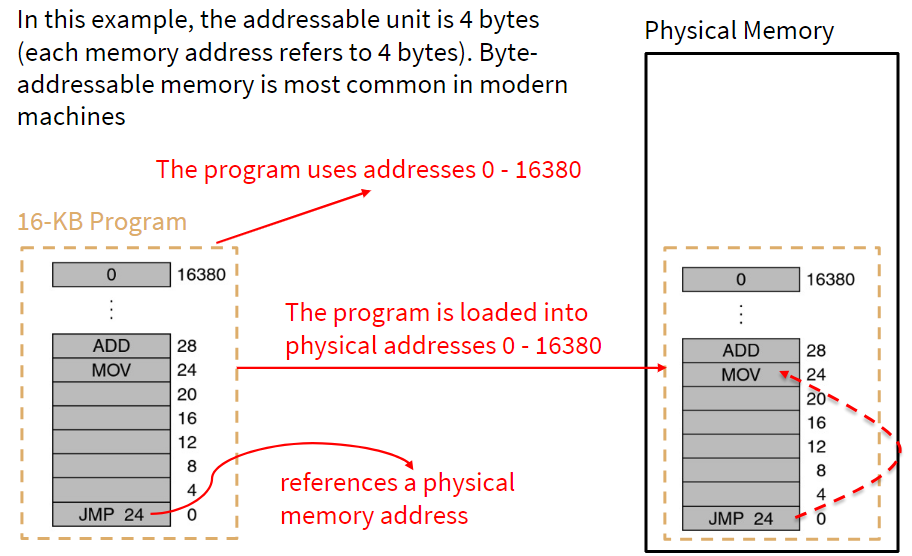 In this example, the addressable unit is 4 bytes
(each memory address refers to 4 bytes). Byte-
addressable memory is most common in modern
machines
Physical Memory
The program uses addresses 0 - 16380
16-KB Program
0 16380
⋮
ADD 28
MOV 24
20
16
12
8
4
JMP 24 0
The program is loaded into
physical addresses 0 - 16380
references a physical
memory address
0 16380
⋮
ADD 28
MOV 24
20
16
12
8
4
JMP 24 0